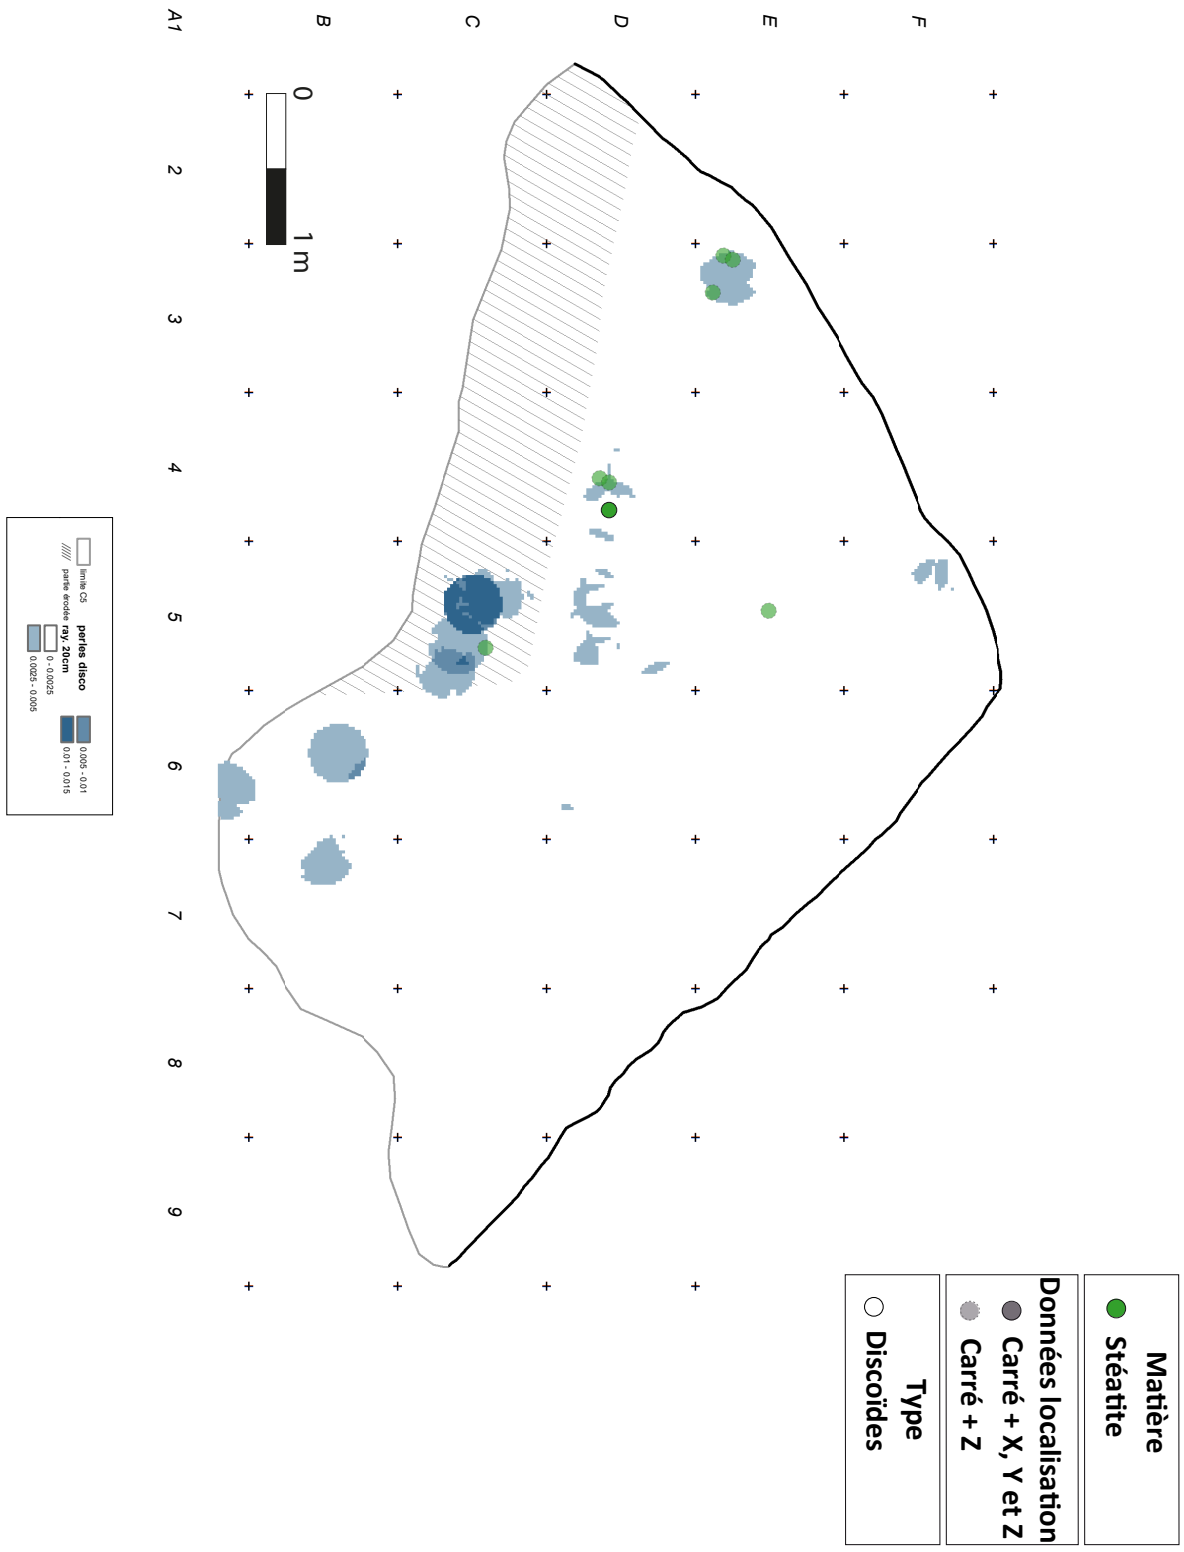 A1
B
C
D
E
F
2
3
4
5
6
7
8
9
0
1 m
Matière
Stéatite
Données localisation
Carré + X, Y et Z
Carré + Z
Type
Discoïdes
limite C5
partie érodée
perles disco
ray. 20cm
0 - 0.0025
0.0025 - 0.005
0.005 - 0.01
0.01 - 0.015